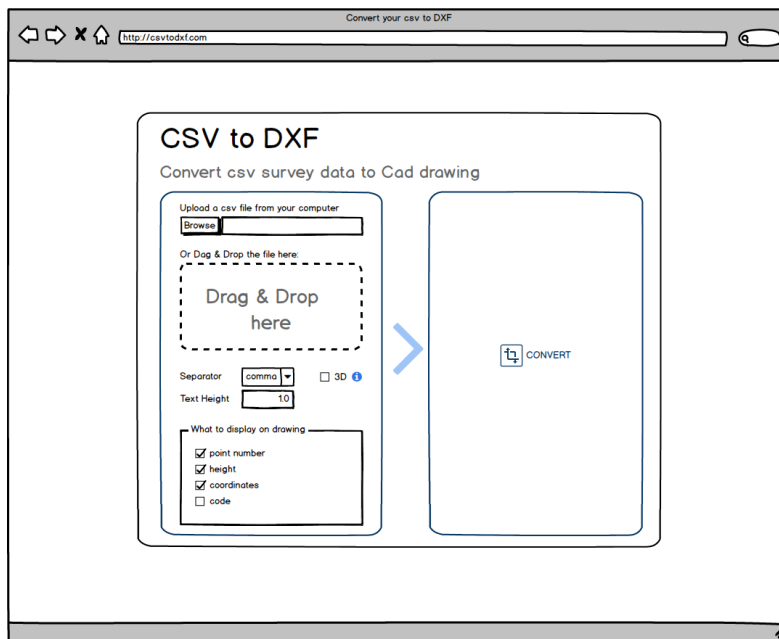 Convert your csv to DXF
http://csvtodxf.com
CSV to DXF
Convert csv survey data to Cad drawing
Upload a csv file from your computer
Browse
Or Dag & Drop the file here:
Drag & Drop
here
Separator comma 3D
Text Height 1.0
What to display on drawing
point number
height
coordinates
code
CONVERT